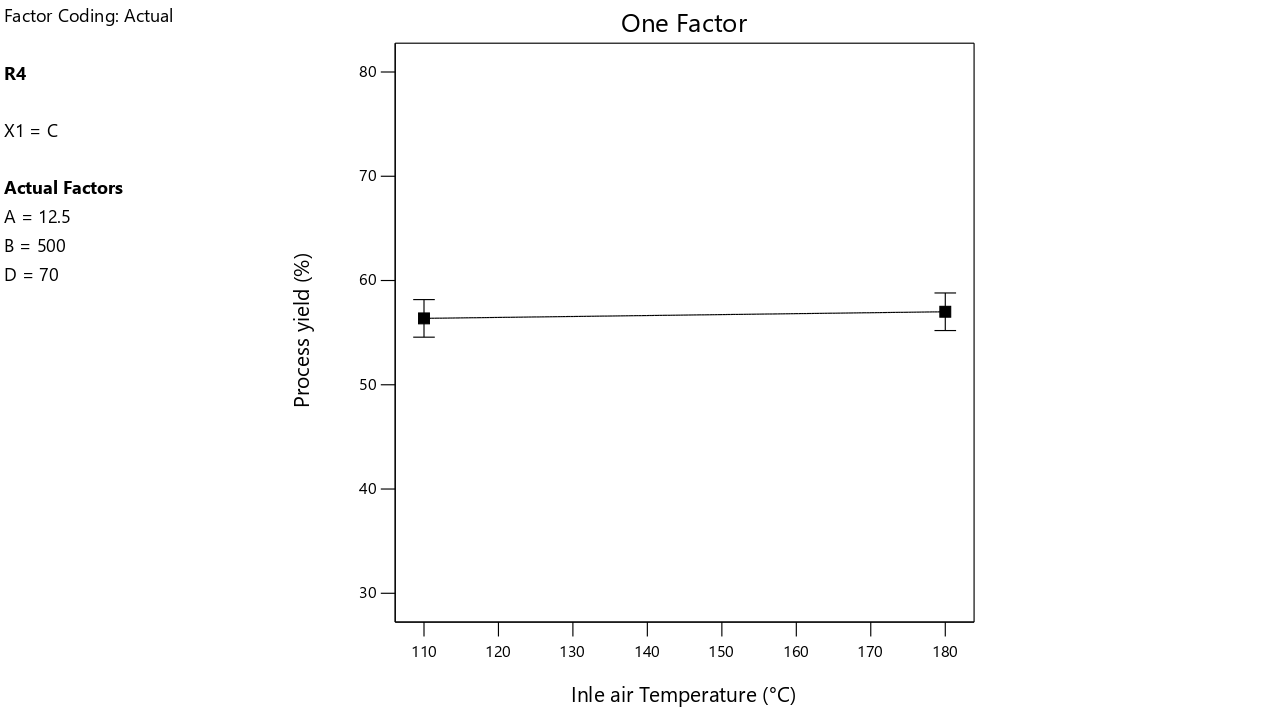 Factor Coding: Actual
R4
X1 = C
Actual Factors
A = 12.5
B = 500
D = 70
One Factor
Process yield (%)
80
70
60
50
40
30
110 120 130 140 150 160 170 180
Inle air Temperature (°C)